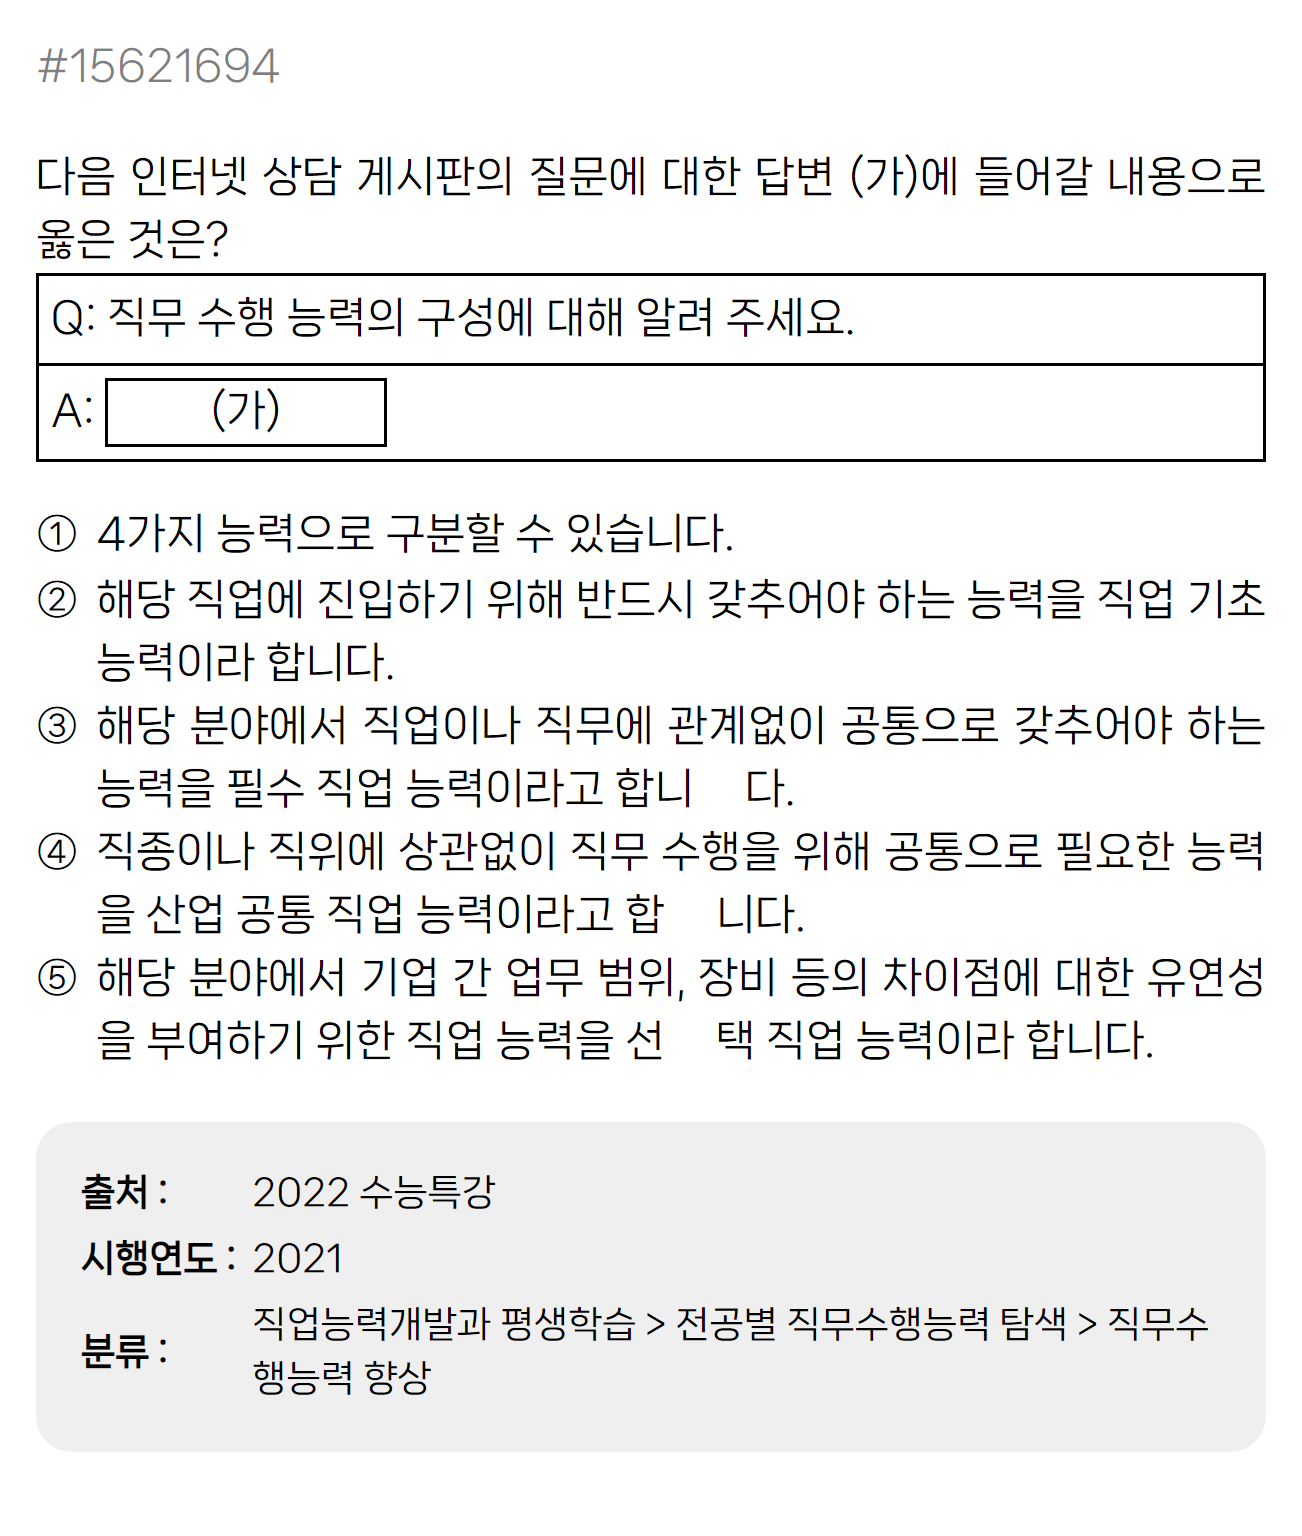 #15621694
다음 인터넷 상담 게시판의 질문에 대한 답변 (가)에 들어갈 내용으로
옳은 것은?
Q: 직무 수행 능력의 구성에 대해 알려 주세요.
A: (가)
① 4가지 능력으로 구분할 수 있습니다.
② 해당 직업에 진입하기 위해 반드시 갖추어야 하는 능력을 직업 기초
능력이라 합니다.
③ 해당 분야에서 직업이나 직무에 관계없이 공통으로 갖추어야 하는
능력을 필수 직업 능력이라고 합니 다.
④ 직종이나 직위에 상관없이 직무 수행을 위해 공통으로 필요한 능력
을 산업 공통 직업 능력이라고 합 니다.
⑤ 해당 분야에서 기업 간 업무 범위, 장비 등의 차이점에 대한 유연성
을 부여하기 위한 직업 능력을 선 택 직업 능력이라 합니다.
출처 : 2022 수능특강
시행연도 : 2021
분류 : 직업능력개발과 평생학습 > 전공별 직무수행능력 탐색 > 직무수
행능력 향상